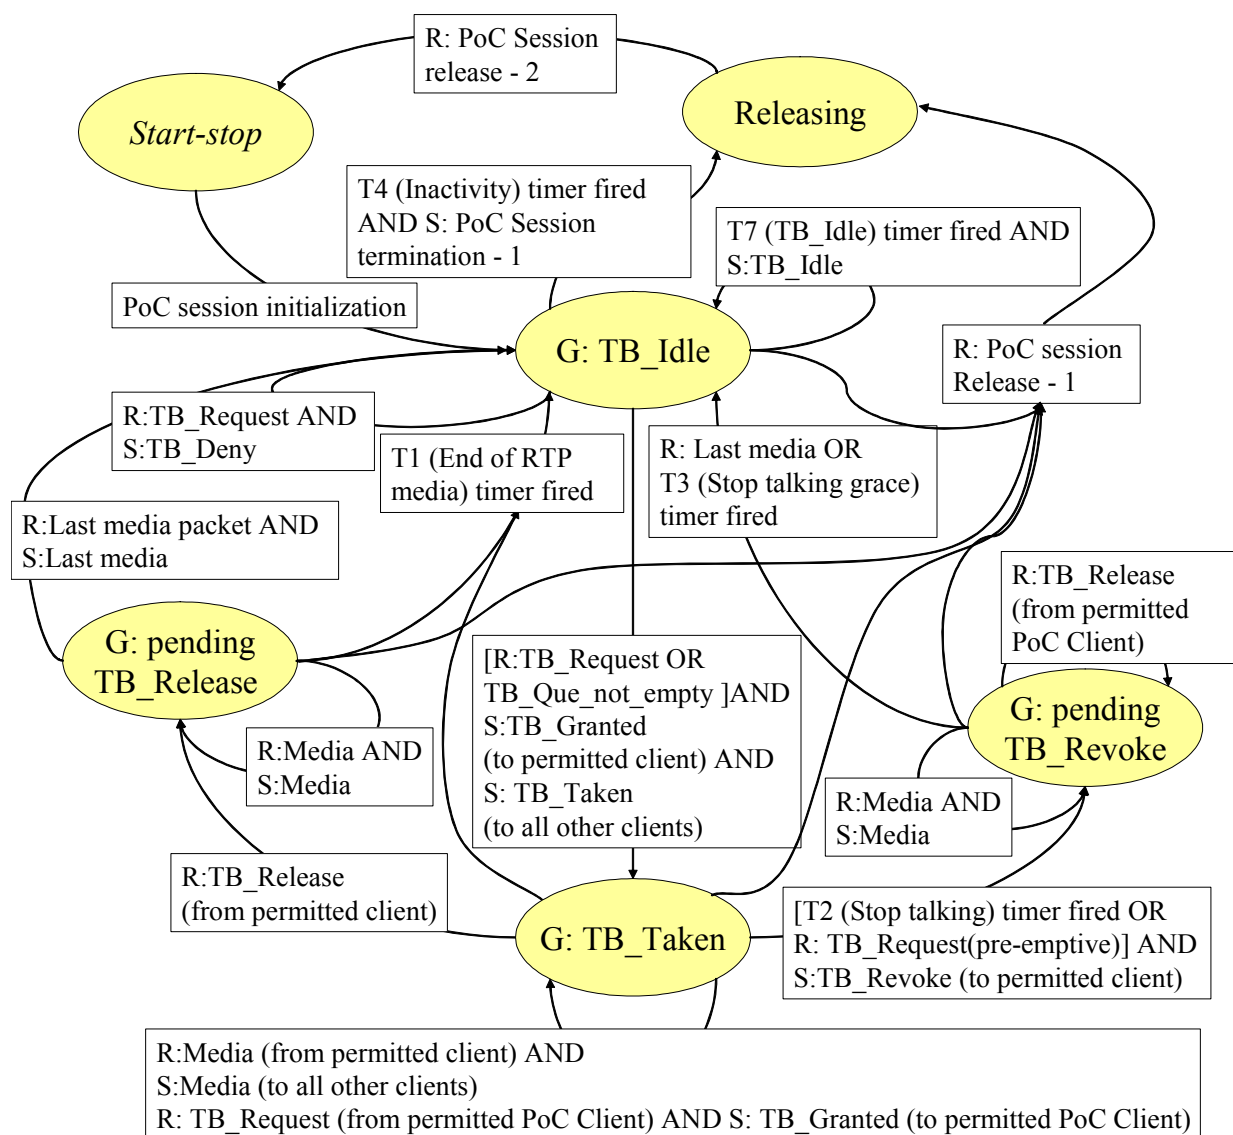 R: PoC Session
release - 2
Start-stop
Releasing
T4 (Inactivity) timer fired
AND S: PoC Session
termination - 1
T7 (TB_Idle) timer fired AND
S:TB_Idle
PoC session initialization
G: TB_Idle
R: PoC session
Release - 1
R:TB_Request AND
S:TB_Deny
T1 (End of RTP
media) timer fired
R: Last media OR
T3 (Stop talking grace)
timer fired
R:Last media packet AND
S:Last media
R:TB_Release
(from permitted
PoC Client)
G: pending
TB_Release
[R:TB_Request OR
TB_Que_not_empty ]AND
S:TB_Granted
(to permitted client) AND
S: TB_Taken
(to all other clients)
G: pending
TB_Revoke
R:Media AND
S:Media
R:Media AND
S:Media
R:TB_Release
(from permitted client)
G: TB_Taken
[T2 (Stop talking) timer fired OR
R: TB_Request(pre-emptive)] AND
S:TB_Revoke (to permitted client)
R:Media (from permitted client) AND
S:Media (to all other clients)
R: TB_Request (from permitted PoC Client) AND S: TB_Granted (to permitted PoC Client)